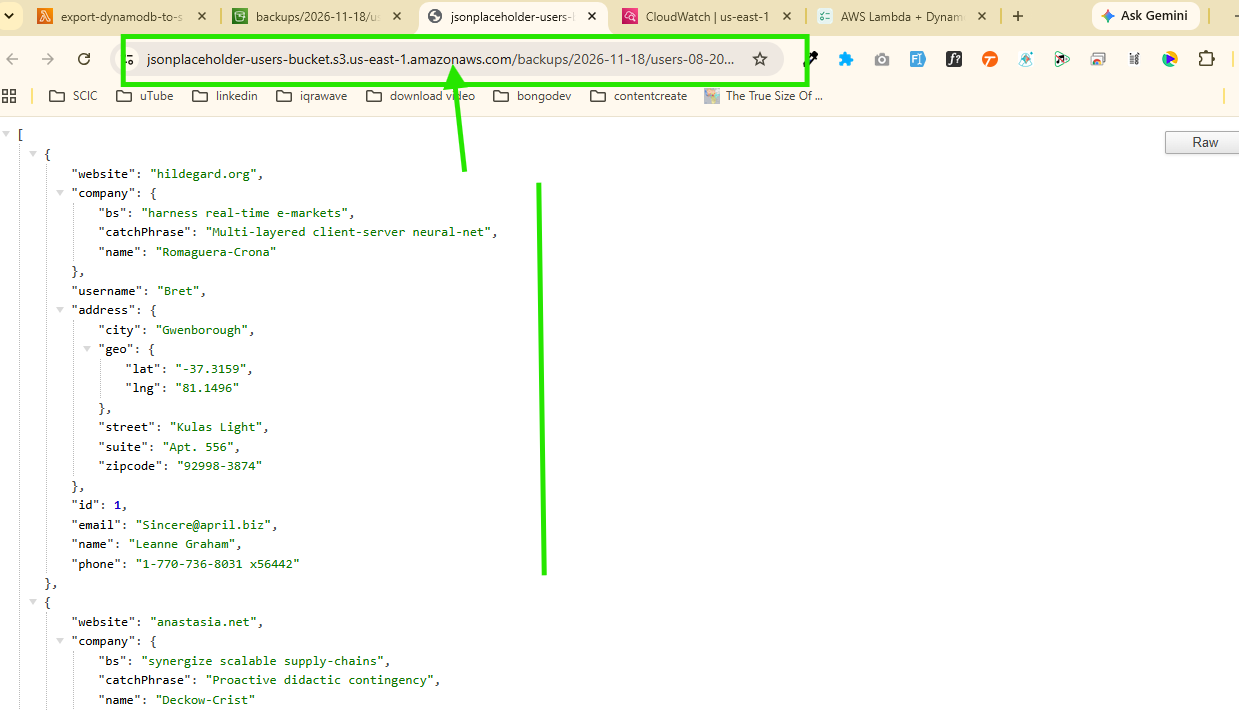 export-dynamodb-to-s
backups/2026-11-18/us
jsonplaceholder-users-
CloudWatch | us-east-1
AWS Lambda + Dynam
Ask Gemini
jsonplaceholder-users-bucket.s3.us-east-1.amazonaws.com/backups/2026-11-18/users-08-20...
SCIC
uTube
linkedin
iqrawave
download video
bongodev
contentcreate
The True Size Of ...
Raw
[
{
"website": "hildegard.org",
"company": {
"bs": "harness real-time e-markets",
"catchPhrase": "Multi-layered client-server neural-net",
"name": "Romaguera-Crona"
},
"username": "Bret",
"address": {
"city": "Gwenborough",
"geo": {
"lat": "-37.3159",
"lng": "81.1496"
},
"street": "Kulas Light",
"suite": "Apt. 556",
"zipcode": "92998-3874"
},
"id": 1,
"email": "Sincere@april.biz",
"name": "Leanne Graham",
"phone": "1-770-736-8031 x56442"
},
{
"website": "anastasia.net",
"company": {
"bs": "synergize scalable supply-chains",
"catchPhrase": "Proactive didactic contingency",
"name": "Deckow-Crist"